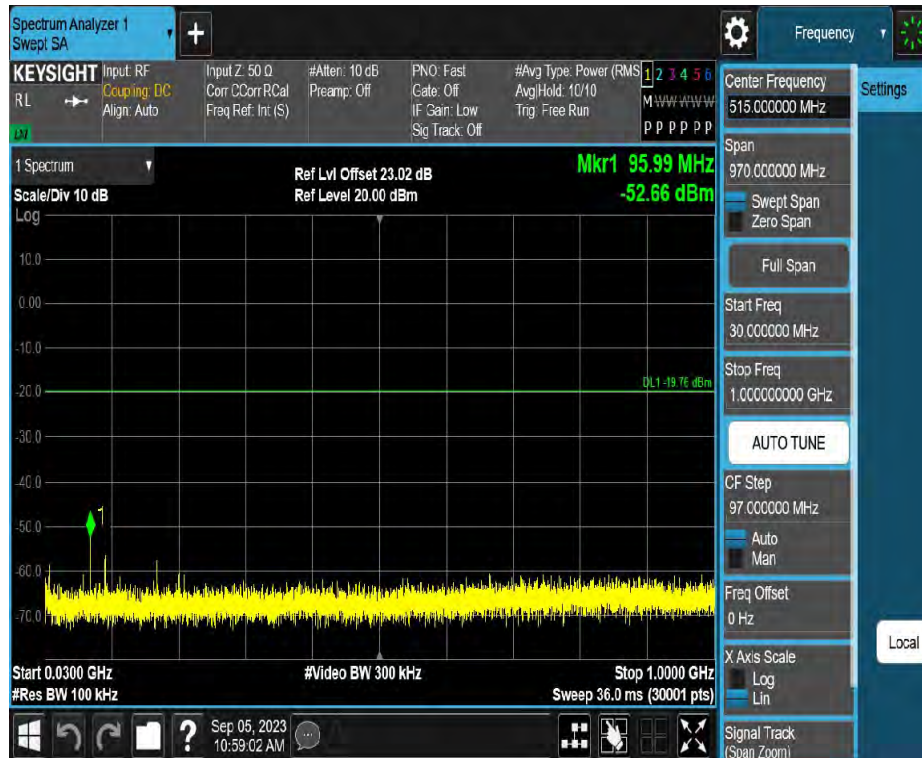 Spectrum Analyzer 1
Swept SA
+
Frequency
KEYSIGHT
RL
Input: RF
Coupling: DC
Align: Auto
Input Z: 50 Ω
Corr CCorr RCal
Freq Ref: Int (S)
#Atten: 10 dB
Preamp: Off
PNO: Fast
Gate: Off
IF Gain: Low
Sig Track: Off
#Avg Type: Power (RMS
Avg|Hold: 10/10
Trig: Free Run
1 2 3 4 5 6
M W W W W W
P P P P P P
1 Spectrum
Scale/Div 10 dB
Log
Ref Lvl Offset 23.02 dB
Ref Level 20.00 dBm
Mkr1 95.99 MHz
-52.66 dBm
10.0
0.00
-10.0
-20.0
-30.0
-40.0
-50.0
-60.0
-70.0
DL1 -19.76 dBm
1
Start 0.0300 GHz
#Res BW 100 kHz
#Video BW 300 kHz
Stop 1.0000 GHz
Sweep 36.0 ms (30001 pts)
?
Sep 05, 2023
10:59:02 AM
Center Frequency
515.000000 MHz
Span
970.000000 MHz
Swept Span
Zero Span
Full Span
Start Freq
30.000000 MHz
Stop Freq
1.000000000 GHz
AUTO TUNE
CF Step
97.000000 MHz
Auto
Man
Freq Offset
0 Hz
X Axis Scale
Log
Lin
Signal Track
(Span Zoom)
Settings
Local